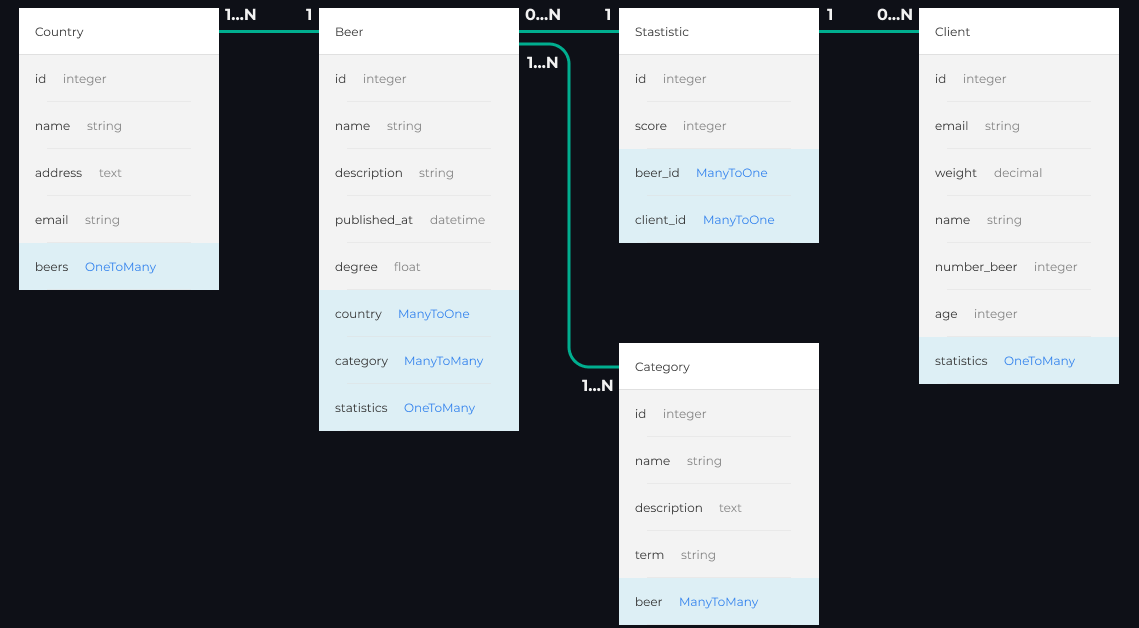 1...N 1
0...N 1
1 0...N
Country
id integer
name string
address text
email string
beers OneToMany
Beer
id integer
name string
description string
published_at datetime
degree float
country ManyToOne
category ManyToMany
statistics OneToMany
1...N
1...N
Stastistic
id integer
score integer
beer_id ManyToOne
client_id ManyToOne
Category
id integer
name string
description text
term string
beer ManyToMany
Client
id integer
email string
weight decimal
name string
number_beer integer
age integer
statistics OneToMany